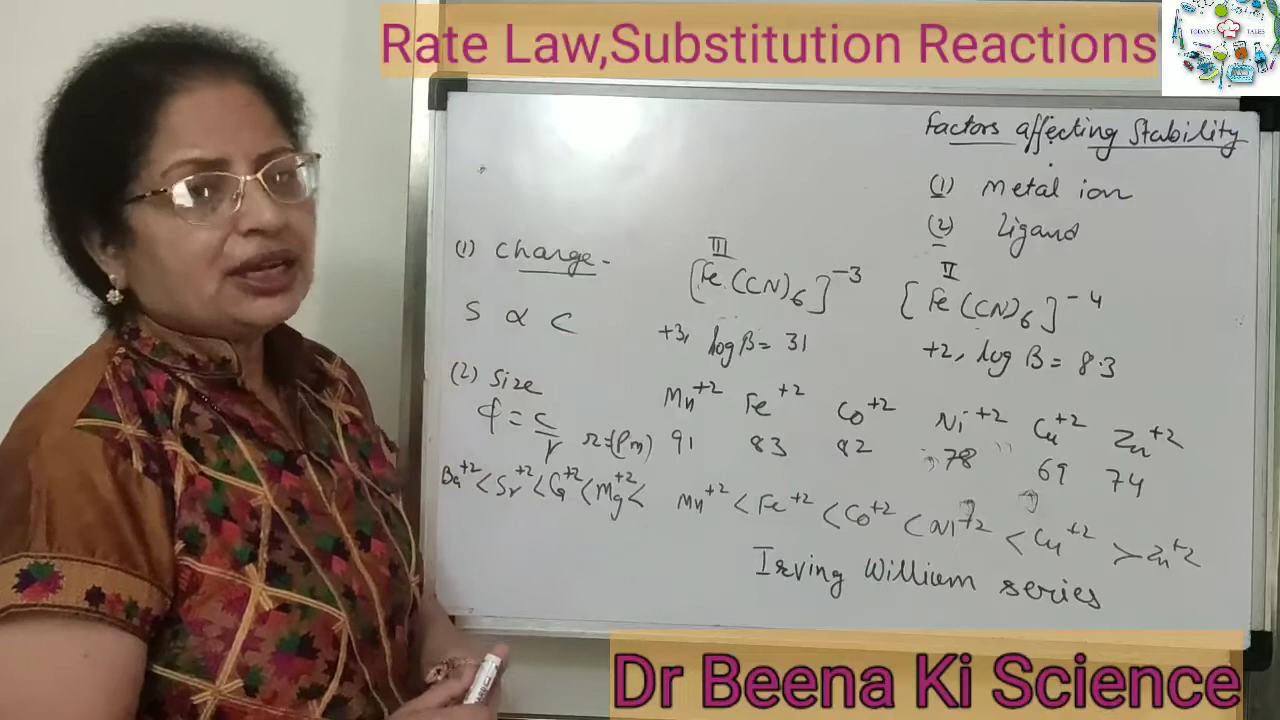 Rate Law,Substitution Reactions
TODAY'S TALES
Factors affecting Stability
(1) Metal ion
(2) Ligand
(1) Charge - [Fe^III(CN)6]^-3 [Fe^II(CN)6]^-4
S ∝ C +3, log β = 31 +2, log β = 8.3
(2) Size Mn^+2 Fe^+2 Co^+2 Ni^+2 Cu^+2 Zn^+2
φ = c/r r=(Pm) 91 83 82 78 69 74
Ba^+2 < Sr^+2 < Ca^+2 < Mg^+2 < Mn^+2 < Fe^+2 < Co^+2 < Ni^+2 < Cu^+2 > Zn^+2
Irving Willium series
Dr Beena Ki Science